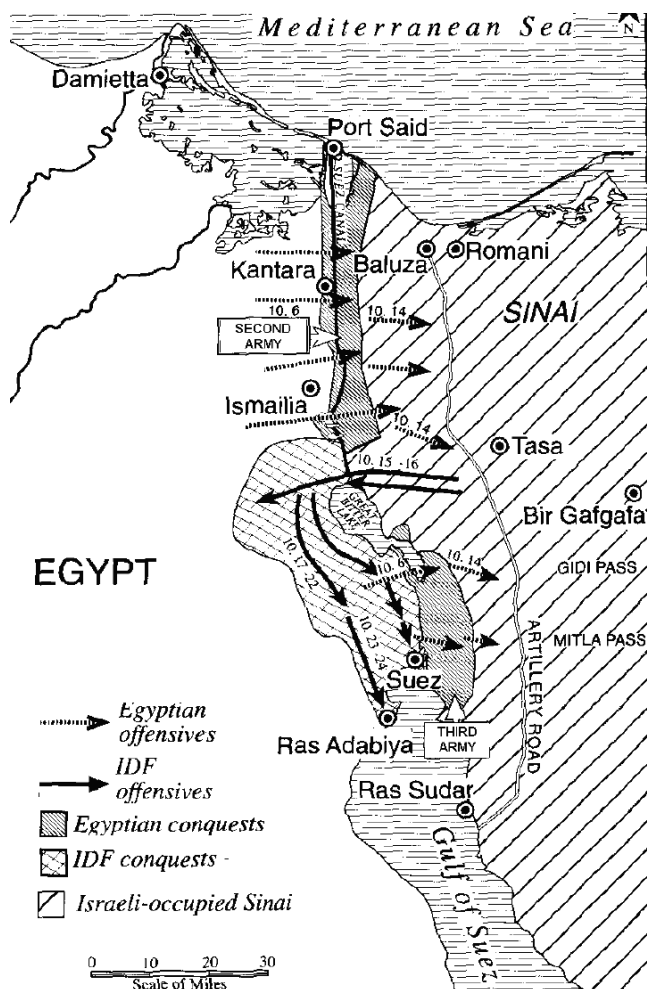 Mediterranean Sea
N
Damietta
Port Said
SUEZ CANAL
Kantara
Baluza
Romani
10. 6
10. 14
SINAI
SECOND
ARMY
Ismailia
10. 14
Tasa
10. 15 -16
GREAT
BITTER
LAKE
Bir Gafgafa
EGYPT
10. 17-22
10. 6
10. 14
GIDI PASS
10. 23 -24
MITLA PASS
Suez
ARTILLERY ROAD
Ras Adabiya
THIRD
ARMY
Ras Sudar
Gulf of Suez
Egyptian
offensives
IDF
offensives
Egyptian conquests
IDF conquests -
Israeli-occupied Sinai
0 10 20 30
Scale of Miles